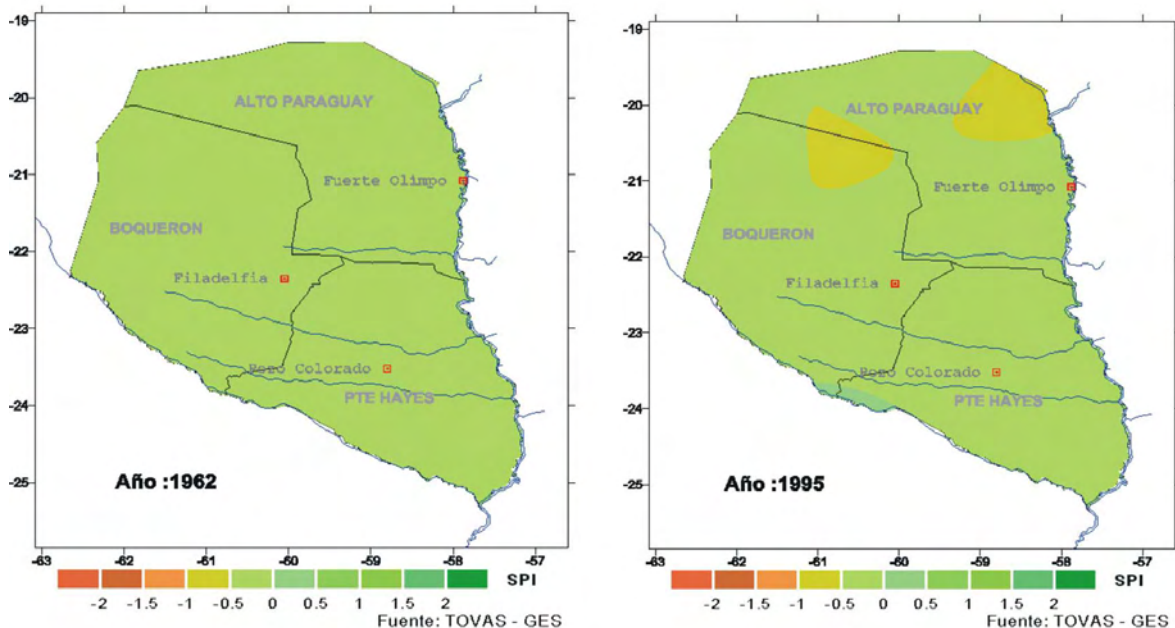 -19
-20
-21
-22
-23
-24
-25
ALTO PARAGUAY
Fuerte Olimpo
BOQUERON
Filadelfia
Pozo Colorado
PTE HAYES
Año :1962
-63 -62 -61 -60 -59 -58 -57
SPI
-2 -1.5 -1 -0.5 0 0.5 1 1.5 2
Fuente: TOVAS - GES
-19
-20
-21
-22
-23
-24
-25
ALTO PARAGUAY
Fuerte Olimpo
BOQUERON
Filadelfia
Pozo Colorado
PTE HAYES
Año :1995
-63 -62 -61 -60 -59 -58 -57
SPI
-2 -1.5 -1 -0.5 0 0.5 1 1.5 2
Fuente: TOVAS - GES